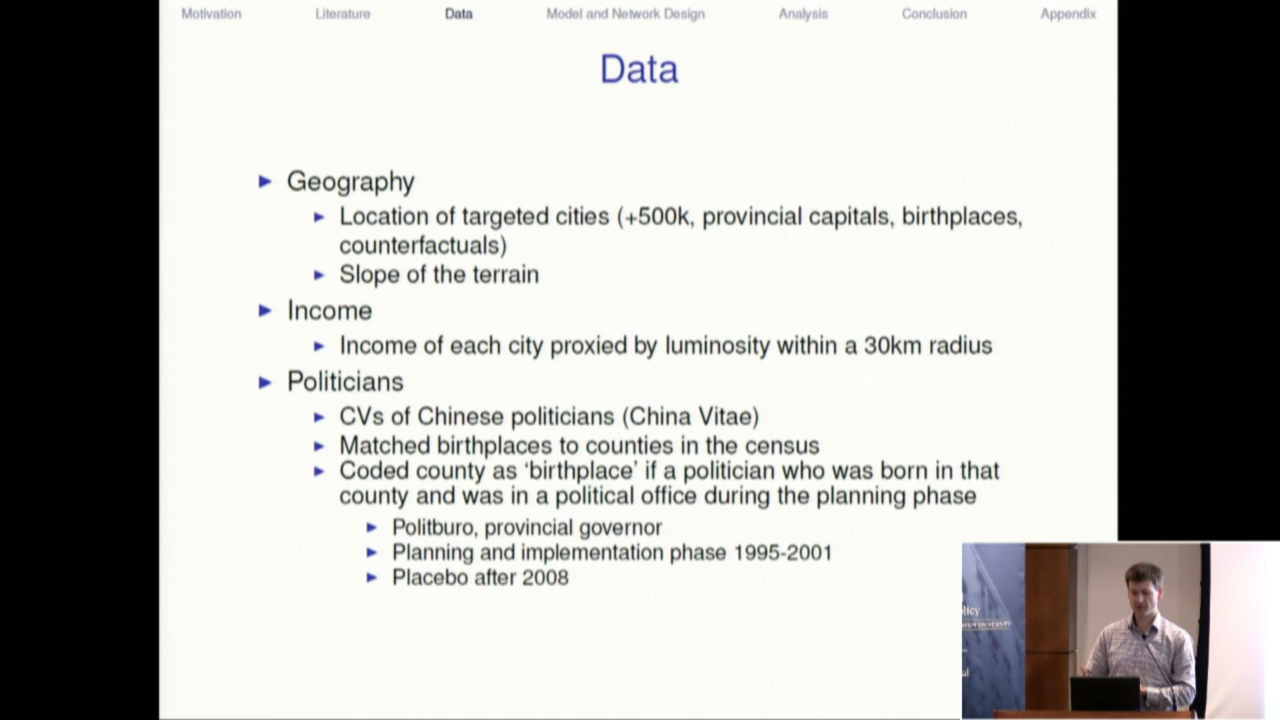 Motivation Literature Data Model and Network Design Analysis Conclusion Appendix
Data
Geography
Location of targeted cities (+500k, provincial capitals, birthplaces,
counterfactuals)
Slope of the terrain
Income
Income of each city proxied by luminosity within a 30km radius
Politicians
CVs of Chinese politicians (China Vitae)
Matched birthplaces to counties in the census
Coded county as ‘birthplace’ if a politician who was born in that
county and was in a political office during the planning phase
Politburo, provincial governor
Planning and implementation phase 1995-2001
Placebo after 2008